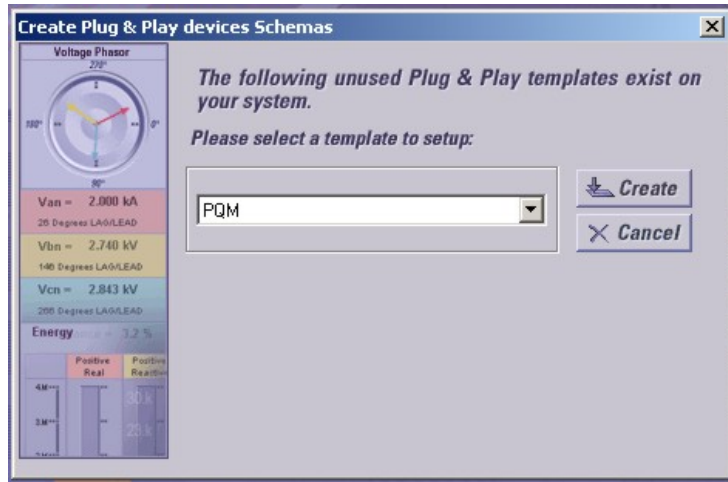 Create Plug & Play devices Schemas
Voltage Phasor
270°
180°
0°
90°
Van = 2.000 kA
26 Degrees LAG/LEAD
Vbn = 2.740 kV
146 Degrees LAG/LEAD
Vcn = 2.843 kV
266 Degrees LAG/LEAD
Energy
3.2 %
Positive
Real
Positive
Reactive
4M
30.k
3M
23.k
The following unused Plug & Play templates exist on
your system.
Please select a template to setup:
PQM
Create
Cancel